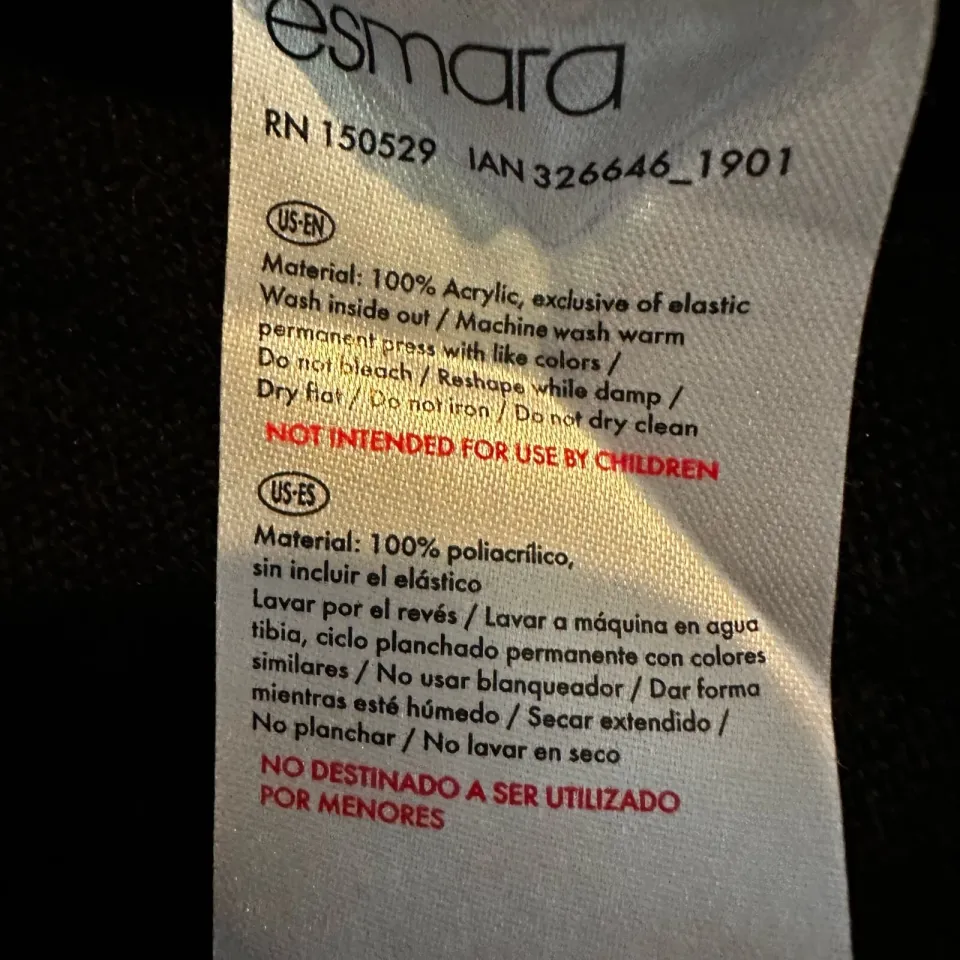 esmara
RN 150529 IAN 326646_1901
US-EN
Material: 100% Acrylic, exclusive of elastic
Wash inside out / Machine wash warm
permanent press with like colors /
Do not bleach / Reshape while damp /
Dry flat / Do not iron / Do not dry clean
NOT INTENDED FOR USE BY CHILDREN
US-ES
Material: 100% poliacrílico,
sin incluir el elástico
Lavar por el revés / Lavar a máquina en agua
tibia, ciclo planchado permanente con colores
similares / No usar blanqueador / Dar forma
mientras esté húmedo / Secar extendido /
No planchar / No lavar en seco
NO DESTINADO A SER UTILIZADO
POR MENORES